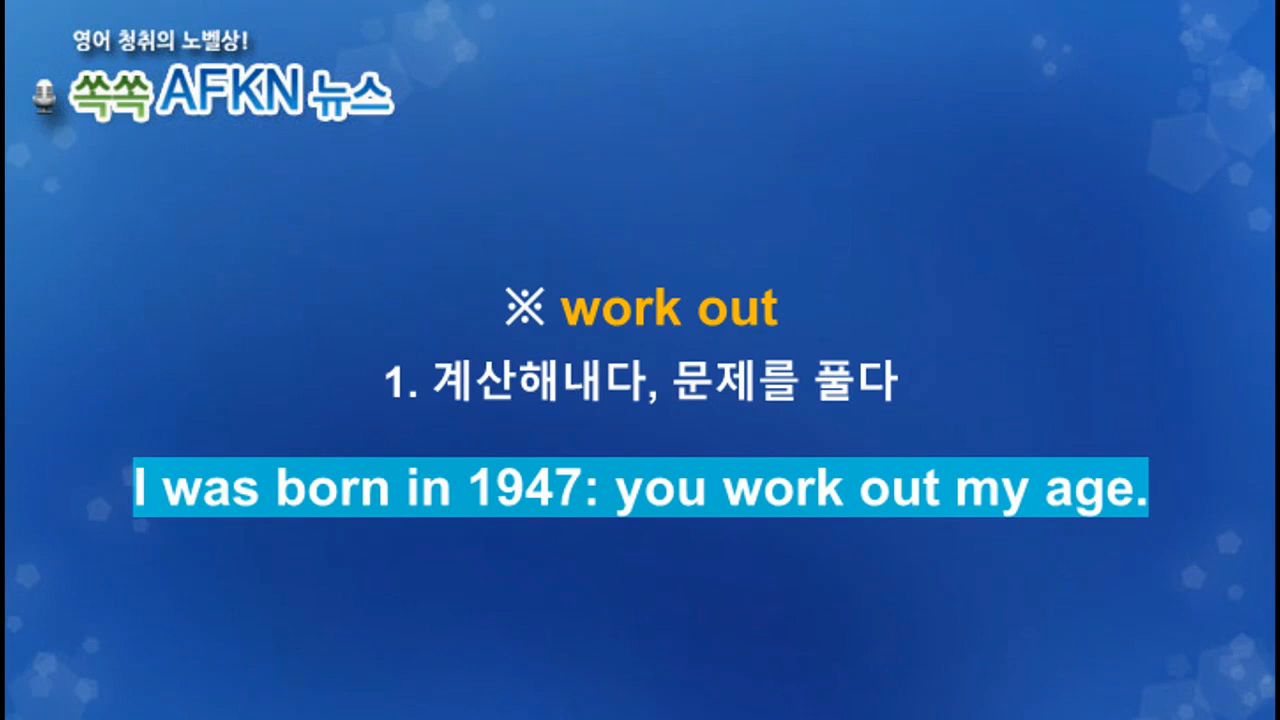 영어 청취의 노벨상!
쏙쏙 AFKN 뉴스
※ work out
1. 계산해내다, 문제를 풀다
I was born in 1947: you work out my age.